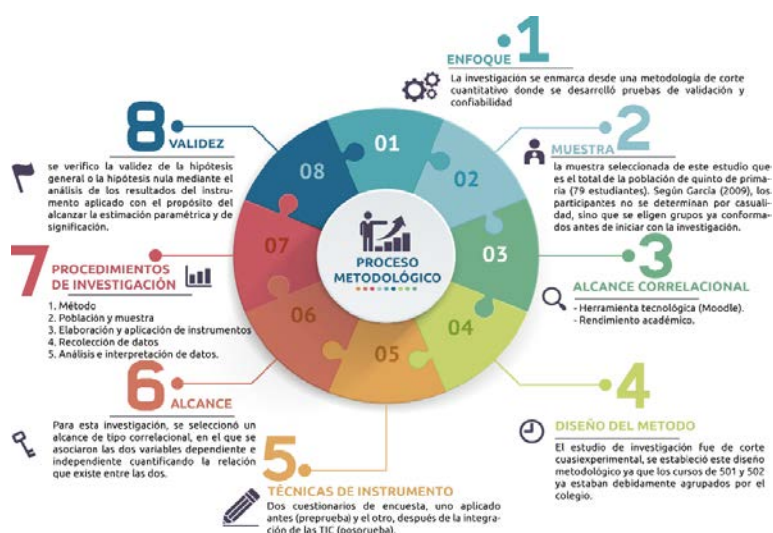 1
ENFOQUE
La investigación se enmarca desde una metodología de corte
cuantitativo donde se desarrolló pruebas de validación y
confiabilidad
2
MUESTRA
la muestra seleccionada de este estudio que
es el total de la población de quinto de prima-
ria (79 estudiantes). Según García (2009), los
participantes no se determinan por casuali-
dad, sino que se eligen grupos ya conforma-
dos antes de iniciar con la investigación.
3
ALCANCE CORRELACIONAL
- Herramienta tecnológica (Moodle).
- Rendimiento académico.
4
DISEÑO DEL METODO
El estudio de investigación fue de corte
cuasiexperimental, se estableció este diseño
metodológico ya que los cursos de 501 y 502
ya estaban debidamente agrupados por el
colegio.
5
TÉCNICAS DE INSTRUMENTO
Dos cuestionarios de encuesta, uno aplicado
antes (preprueba) y el otro, después de la integra-
ción de las TIC (posprueba).
6
ALCANCE
Para esta investigación, se seleccionó un
alcance de tipo correlacional, en el que se
asociaron las dos variables dependiente e
independiente cuantificando la relación
que existe entre las dos.
7
PROCEDIMIENTOS
DE INVESTIGACIÓN
1. Método
2. Población y muestra
3. Elaboración y aplicación de instrumentos
4. Recolección de datos
5. Análisis e interpretación de datos.
8
VALIDEZ
se verifico la validez de la hipótesis
general o la hipótesis nula mediante el
análisis de los resultados del instru-
mento aplicado con el propósito del
alcanzar la estimación paramétrica y de
significación.
01
02
03
04
05
06
07
08
PROCESO
METODOLÓGICO